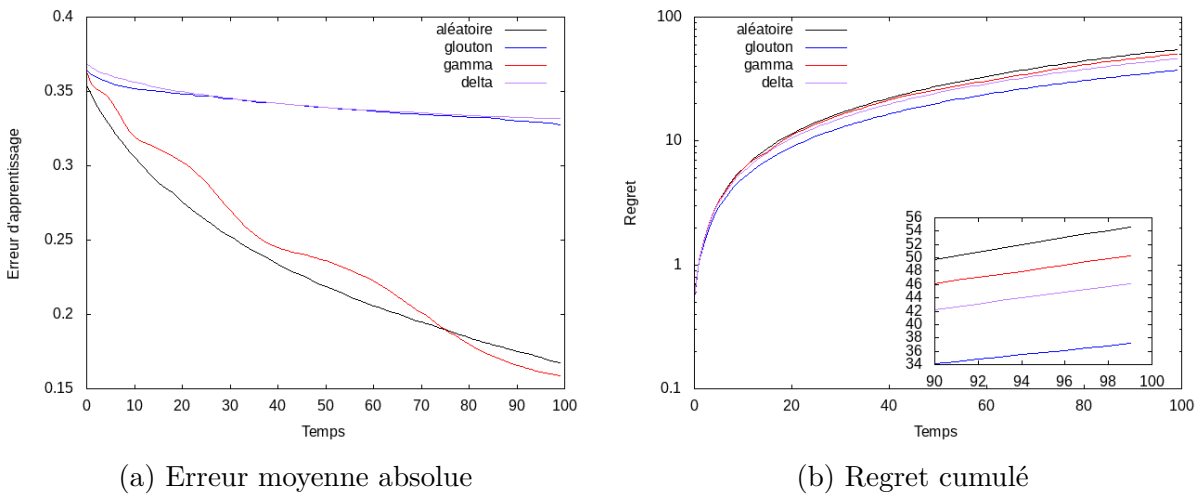 0.4
0.35
0.3
0.25
0.2
0.15
Erreur d'apprentissage
0 10 20 30 40 50 60 70 80 90 100
Temps
aléatoire
glouton
gamma
delta
(a) Erreur moyenne absolue
100
10
1
0.1
Regret
0 20 40 60 80 100
Temps
aléatoire
glouton
gamma
delta
56
54
52
50
48
46
44
42
40
38
36
34
90 92 94 96 98 100
(b) Regret cumulé